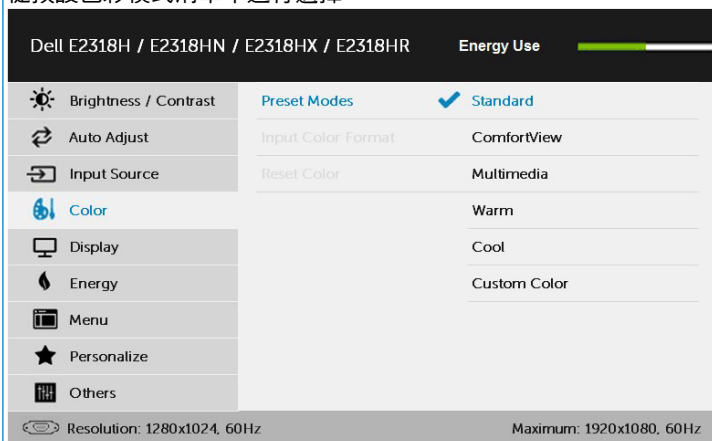 Dell E2318H / E2318HN / E2318HX / E2318HR Energy Use
Brightness / Contrast Preset Modes Standard
Auto Adjust Input Color Format ComfortView
Input Source Reset Color Multimedia
Color Warm
Display Cool
Energy Custom Color
Menu
Personalize
Others
Resolution: 1280x1024, 60Hz Maximum: 1920x1080, 60Hz